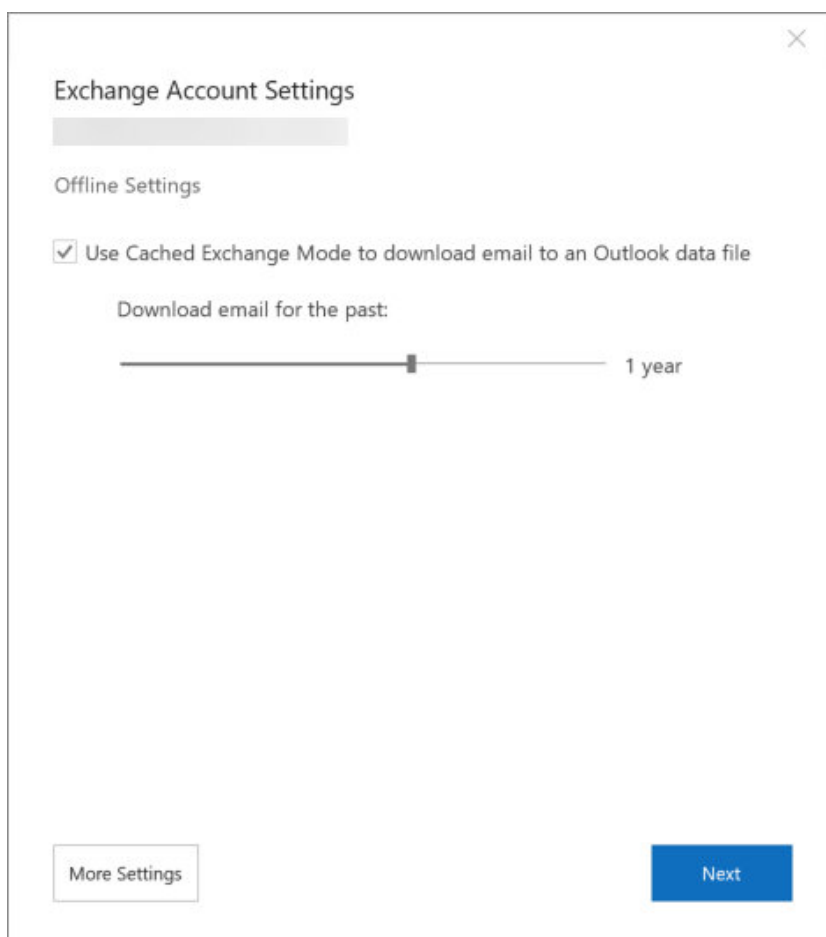 Exchange Account Settings
Offline Settings
Use Cached Exchange Mode to download email to an Outlook data file
Download email for the past:
1 year
More Settings
Next